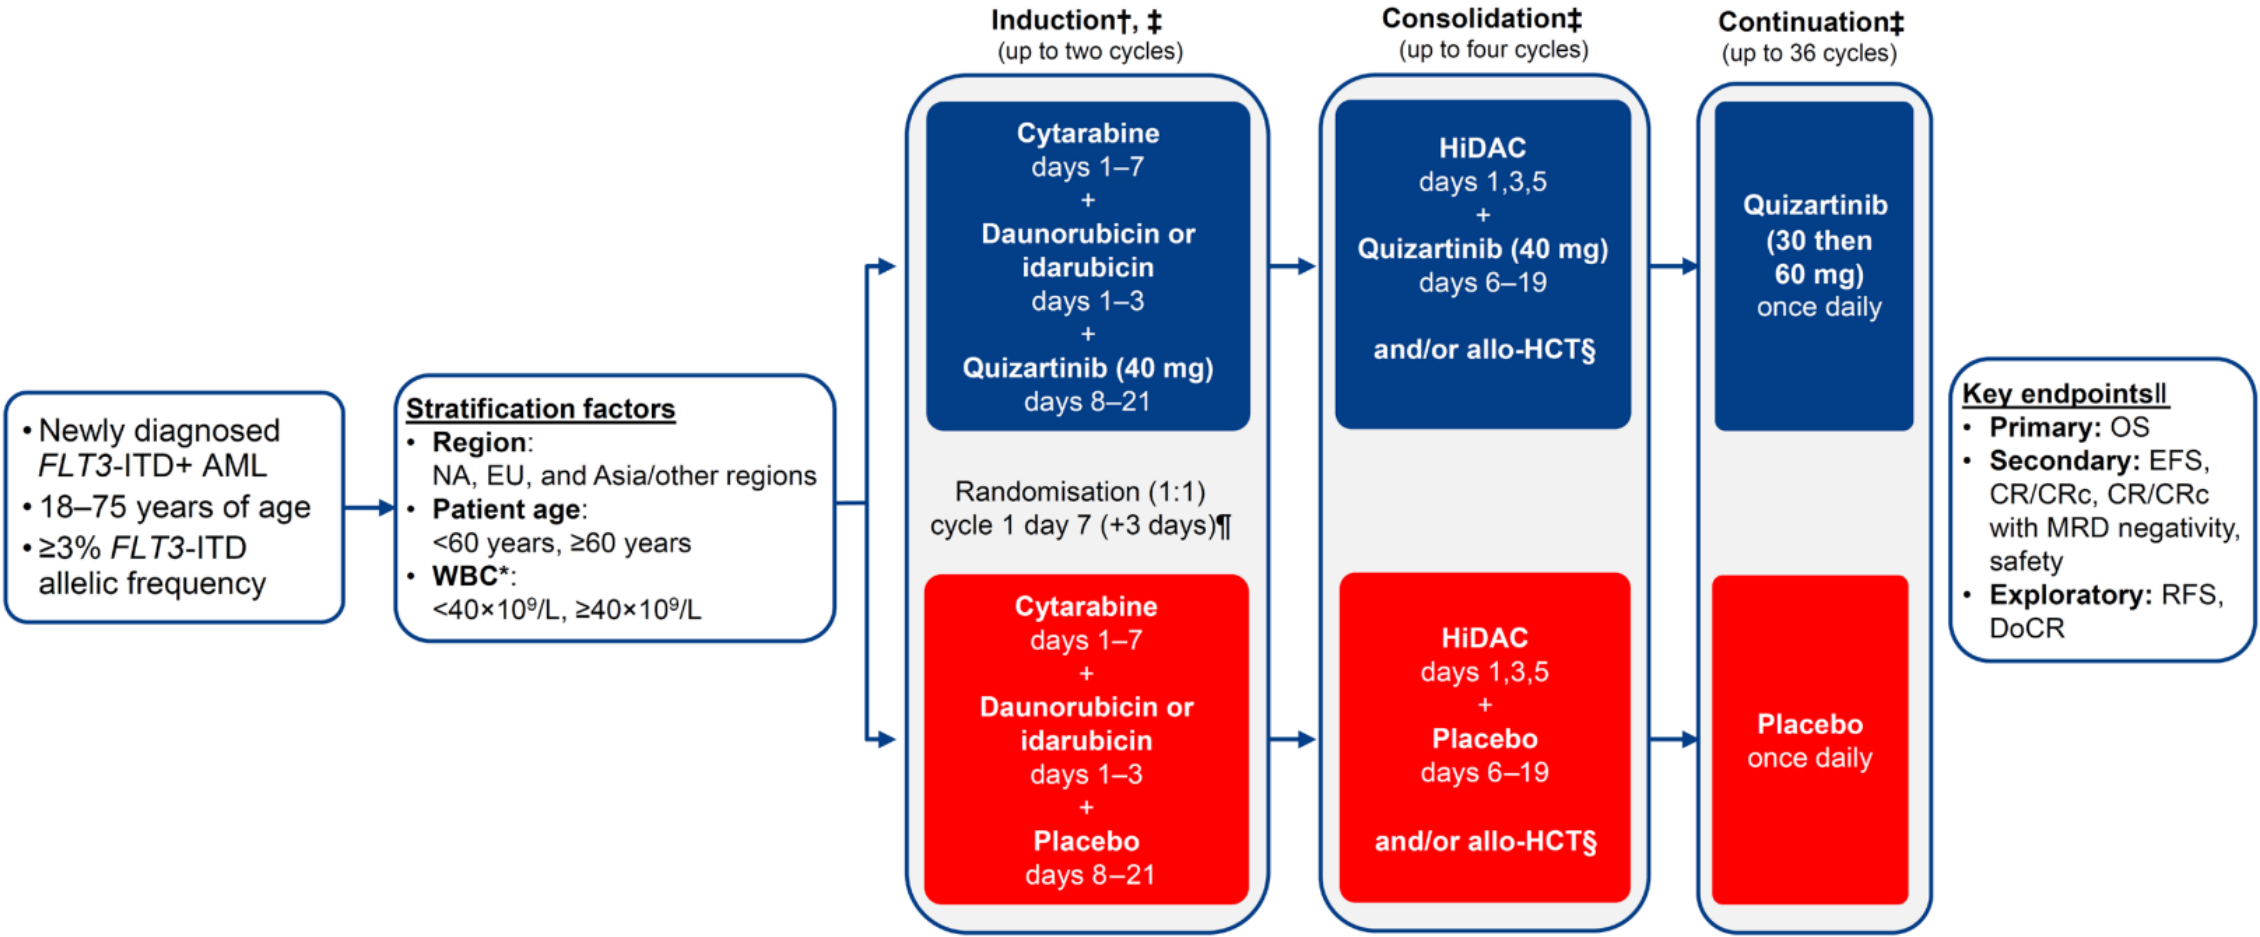 • Newly diagnosed
FLT3-ITD+ AML
• 18–75 years of age
• ≥3% FLT3-ITD
allelic frequency
Stratification factors
• Region:
NA, EU, and Asia/other regions
• Patient age:
<60 years, ≥60 years
• WBC*:
<40×10⁹/L, ≥40×10⁹/L
Induction†, ‡
(up to two cycles)
Cytarabine
days 1–7
+
Daunorubicin or
idarubicin
days 1–3
+
Quizartinib (40 mg)
days 8–21
Randomisation (1:1)
cycle 1 day 7 (+3 days)¶
Cytarabine
days 1–7
+
Daunorubicin or
idarubicin
days 1–3
+
Placebo
days 8–21
Consolidation‡
(up to four cycles)
HiDAC
days 1,3,5
+
Quizartinib (40 mg)
days 6–19
and/or allo-HCT§
HiDAC
days 1,3,5
+
Placebo
days 6–19
and/or allo-HCT§
Continuation‡
(up to 36 cycles)
Quizartinib
(30 then
60 mg)
once daily
Placebo
once daily
Key endpoints‖
• Primary: OS
• Secondary: EFS,
CR/CRc, CR/CRc
with MRD negativity,
safety
• Exploratory: RFS,
DoCR